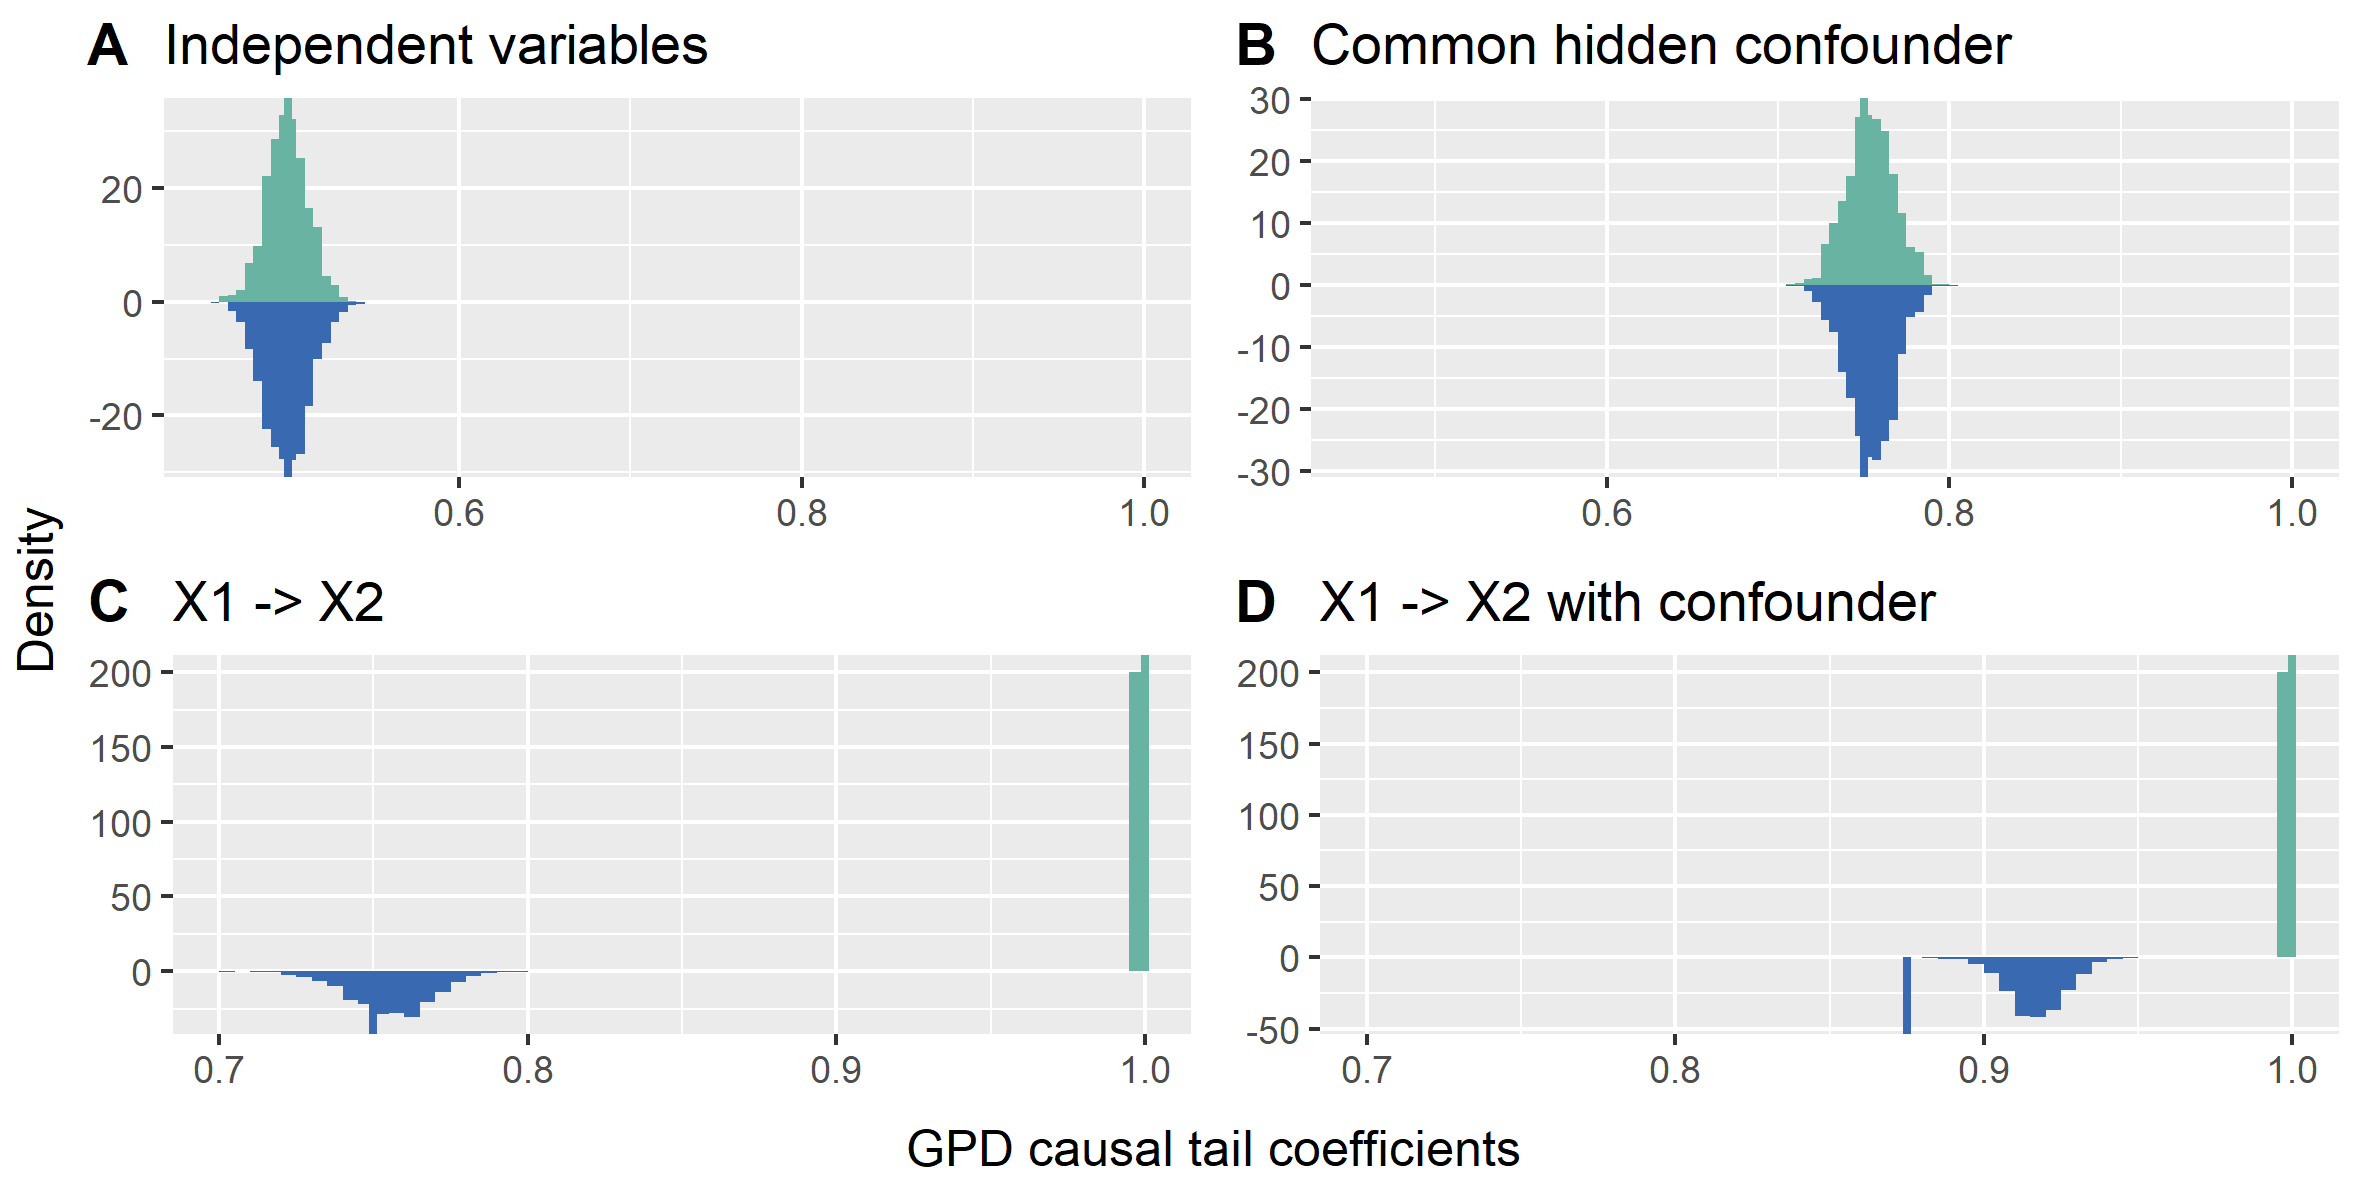 A Independent variables
20
0
-20
0.6 0.8 1.0
B Common hidden confounder
30
20
10
0
-10
-20
-30
0.6 0.8 1.0
Density
C X1 -> X2
200
150
100
50
0
0.7 0.8 0.9 1.0
D X1 -> X2 with confounder
200
150
100
50
0
-50
0.7 0.8 0.9 1.0
GPD causal tail coefficients